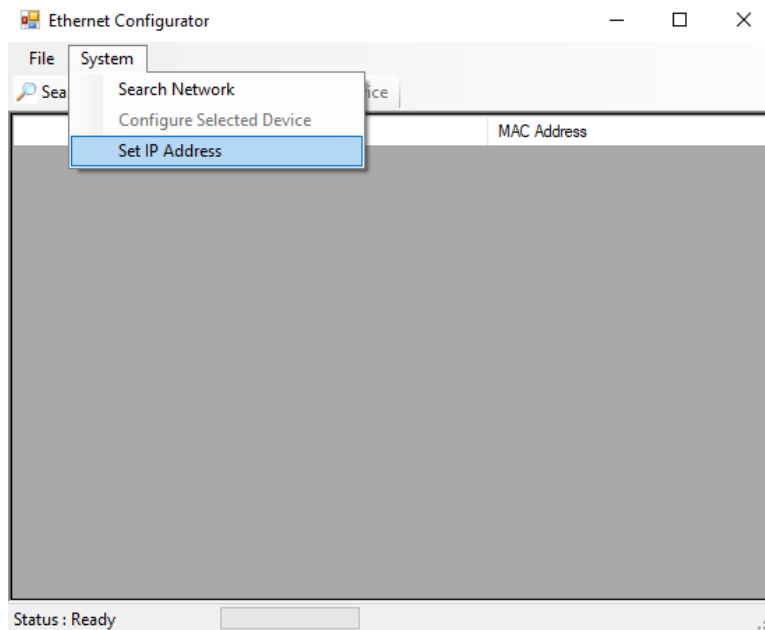 Ethernet Configurator
File System
Sea
Search Network
ice
Configure Selected Device
MAC Address
Set IP Address
Status : Ready